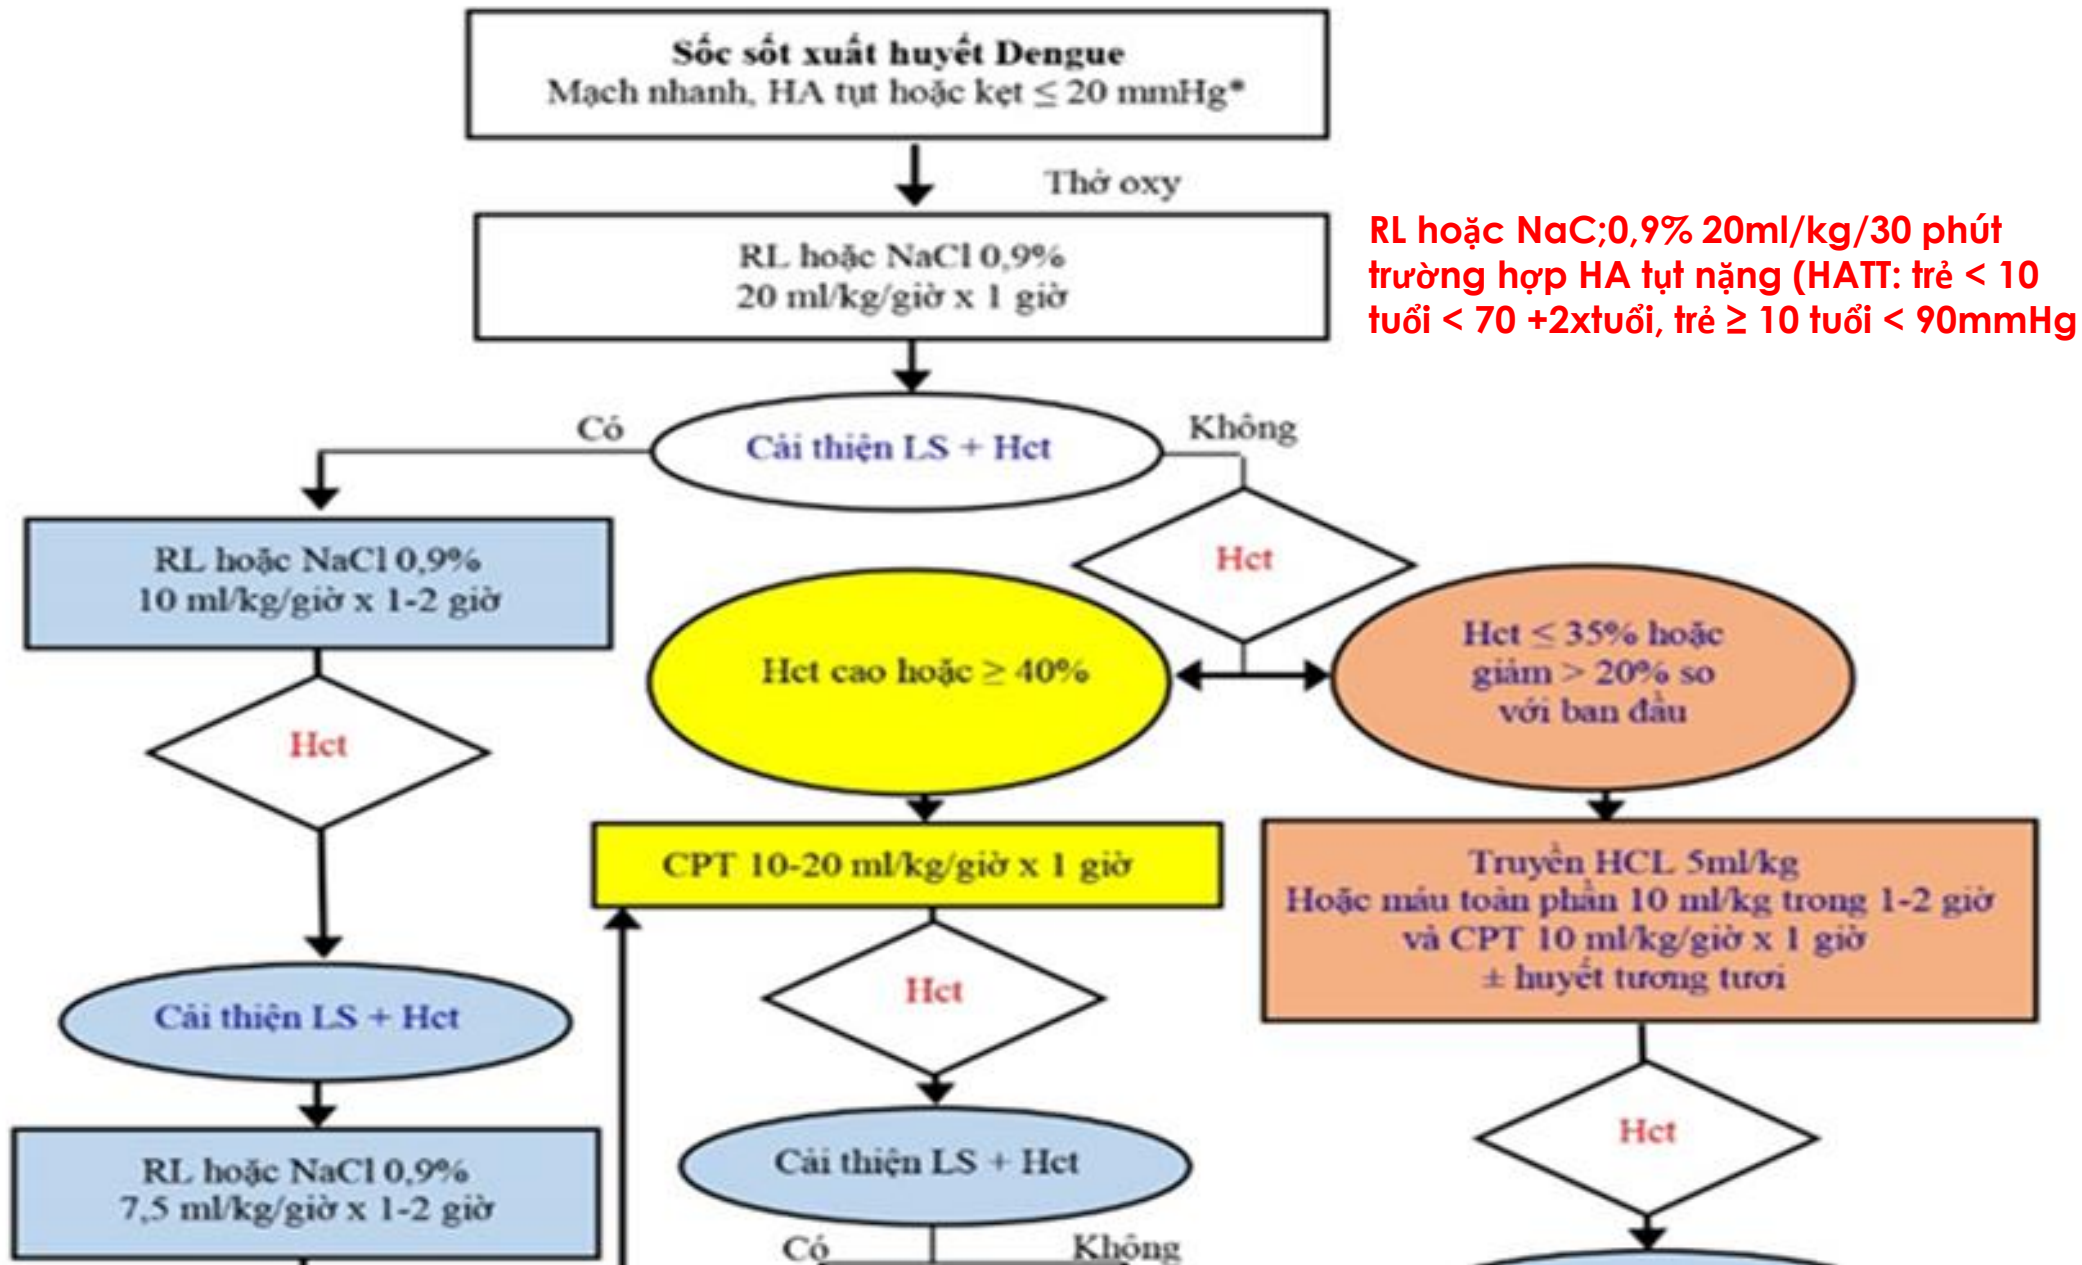 Sốc sốt xuất huyết Dengue
Mạch nhanh, HA tụt hoặc kẹt ≤ 20 mmHg*
Thở oxy
RL hoặc NaCl 0,9%
20 ml/kg/giờ x 1 giờ
RL hoặc NaC;0,9% 20ml/kg/30 phút
trường hợp HA tụt nặng (HATT: trẻ < 10
tuổi < 70 +2xtuổi, trẻ ≥ 10 tuổi < 90mmHg
Có
Cải thiện LS + Hct
Không
RL hoặc NaCl 0,9%
10 ml/kg/giờ x 1-2 giờ
Hct
Hct
Hct cao hoặc ≥ 40%
Hct ≤ 35% hoặc
giảm > 20% so
với ban đầu
CPT 10-20 ml/kg/giờ x 1 giờ
Truyền HCL 5ml/kg
Hoặc máu toàn phần 10 ml/kg trong 1-2 giờ
và CPT 10 ml/kg/giờ x 1 giờ
± huyết tương tươi
Cải thiện LS + Hct
Hct
Hct
RL hoặc NaCl 0,9%
7,5 ml/kg/giờ x 1-2 giờ
Cải thiện LS + Hct
Có
Không